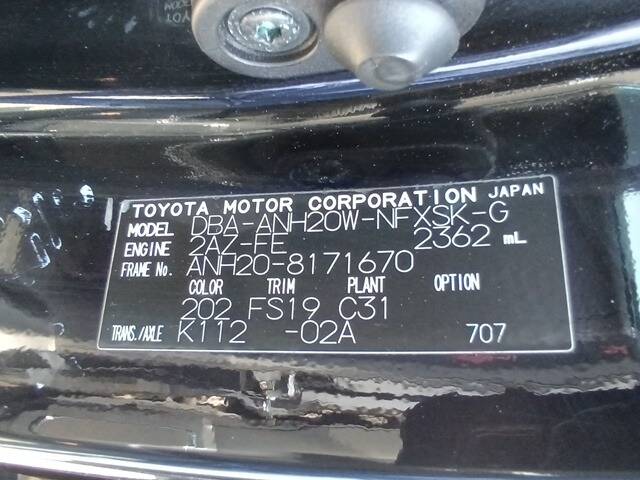 TOYOTA MOTOR CORPORATION JAPAN
MODEL DBA-ANH20W-NFXSK-G
ENGINE 2AZ-FE 2362 mL
FRAME No. ANH20-8171670
COLOR TRIM PLANT OPTION
202 FS19 C31
TRANS./AXLE K112 -02A 707